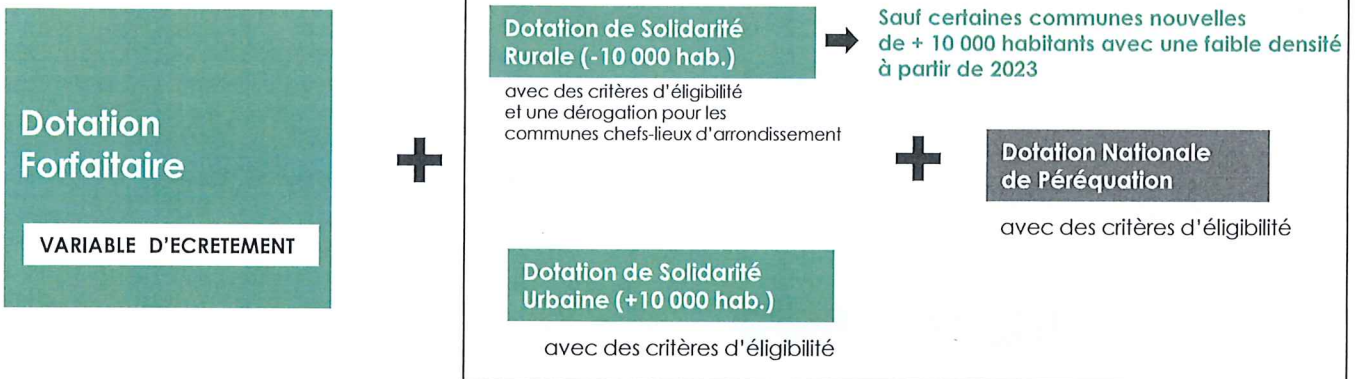 Dotation
Forfaitaire
VARIABLE D'ECRETEMENT
+
Dotation de Solidarité
Rurale (-10 000 hab.)
avec des critères d'éligibilité
et une dérogation pour les
communes chefs-lieux d'arrondissement
Sauf certaines communes nouvelles
de + 10 000 habitants avec une faible densité
à partir de 2023
+
Dotation Nationale
de Péréquation
avec des critères d'éligibilité
Dotation de Solidarité
Urbaine (+10 000 hab.)
avec des critères d'éligibilité